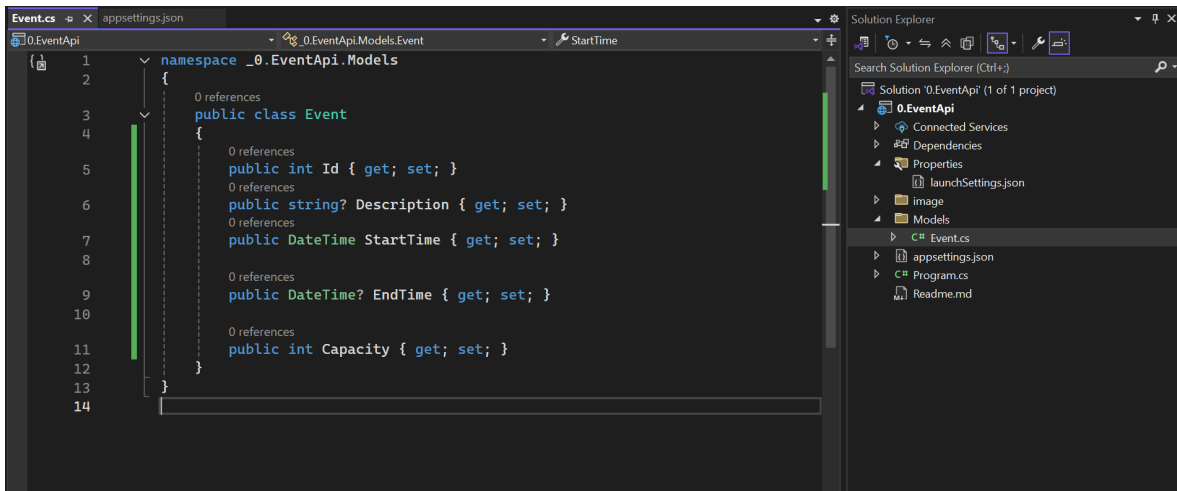 Event.cs appsettings.json
0.EventApi _0.EventApi.Models.Event StartTime
1 namespace _0.EventApi.Models
2 {
0 references
3 public class Event
4 {
0 references
5 public int Id { get; set; }
0 references
6 public string? Description { get; set; }
0 references
7 public DateTime StartTime { get; set; }
8
0 references
9 public DateTime? EndTime { get; set; }
10
0 references
11 public int Capacity { get; set; }
12 }
13 }
14
Solution Explorer
Search Solution Explorer (Ctrl+;)
Solution '0.EventApi' (1 of 1 project)
0.EventApi
Connected Services
Dependencies
Properties
launchSettings.json
image
Models
C# Event.cs
appsettings.json
C# Program.cs
Readme.md